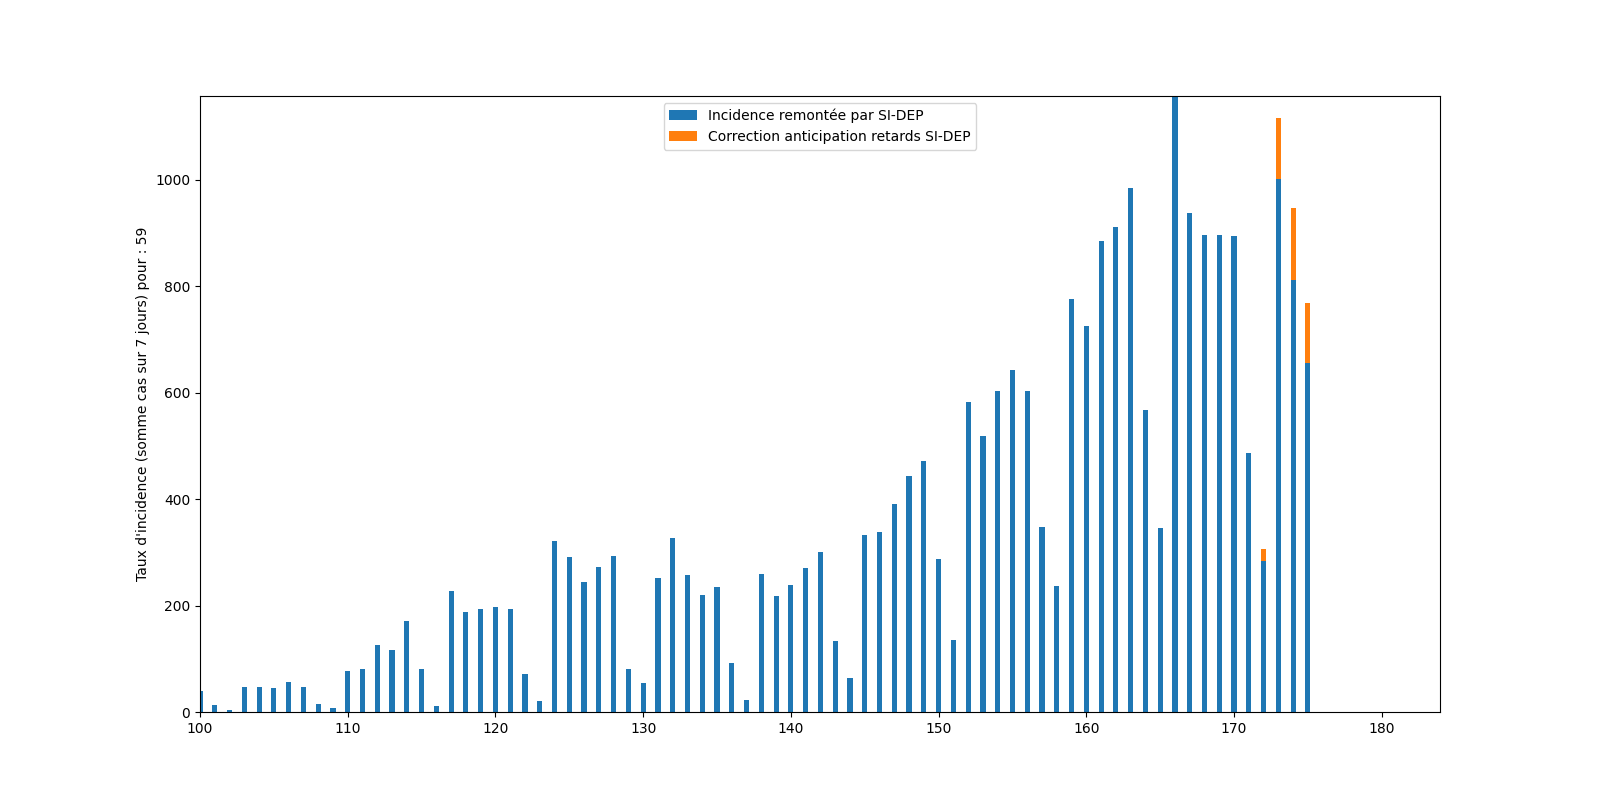 Incidence remontée par SI-DEP
Correction anticipation retards SI-DEP
Taux d'incidence (somme cas sur 7 jours) pour : 59
1000
800
600
400
200
0
100 110 120 130 140 150 160 170 180